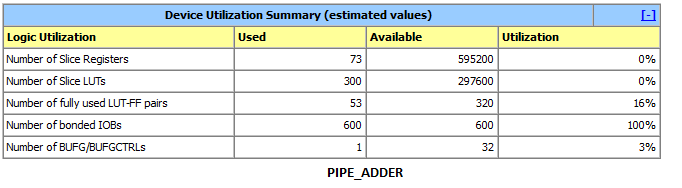 Device Utilization Summary (estimated values) [-]
Logic Utilization Used Available Utilization
Number of Slice Registers 73 595200 0%
Number of Slice LUTs 300 297600 0%
Number of fully used LUT-FF pairs 53 320 16%
Number of bonded IOBs 600 600 100%
Number of BUFG/BUFGCTRLs 1 32 3%
PIPE_ADDER